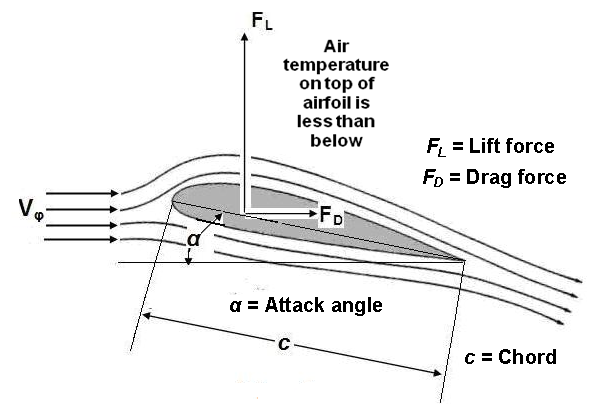 F_L
Air
temperature
on top of
airfoil is
less than
below
F_L = Lift force
F_D = Drag force
V_φ
F_D
α
α = Attack angle
c
c = Chord